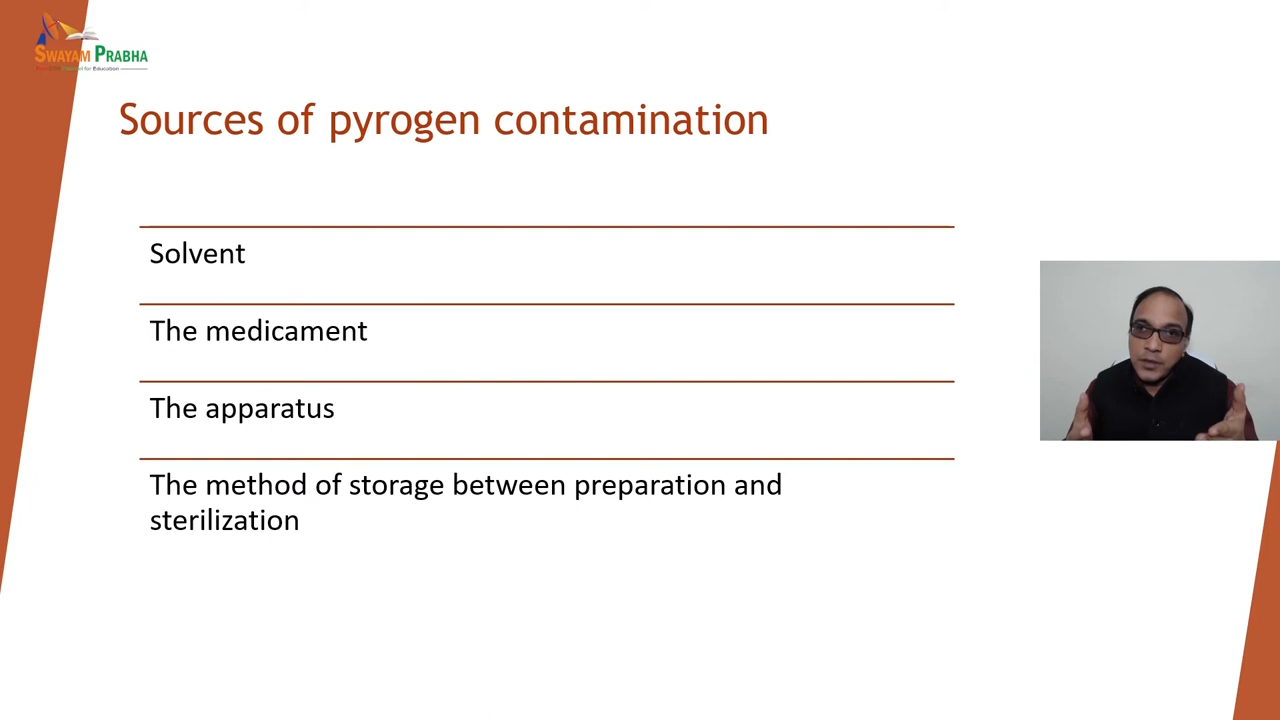 SWAYAM PRABHA
Sources of pyrogen contamination
Solvent
The medicament
The apparatus
The method of storage between preparation and
sterilization